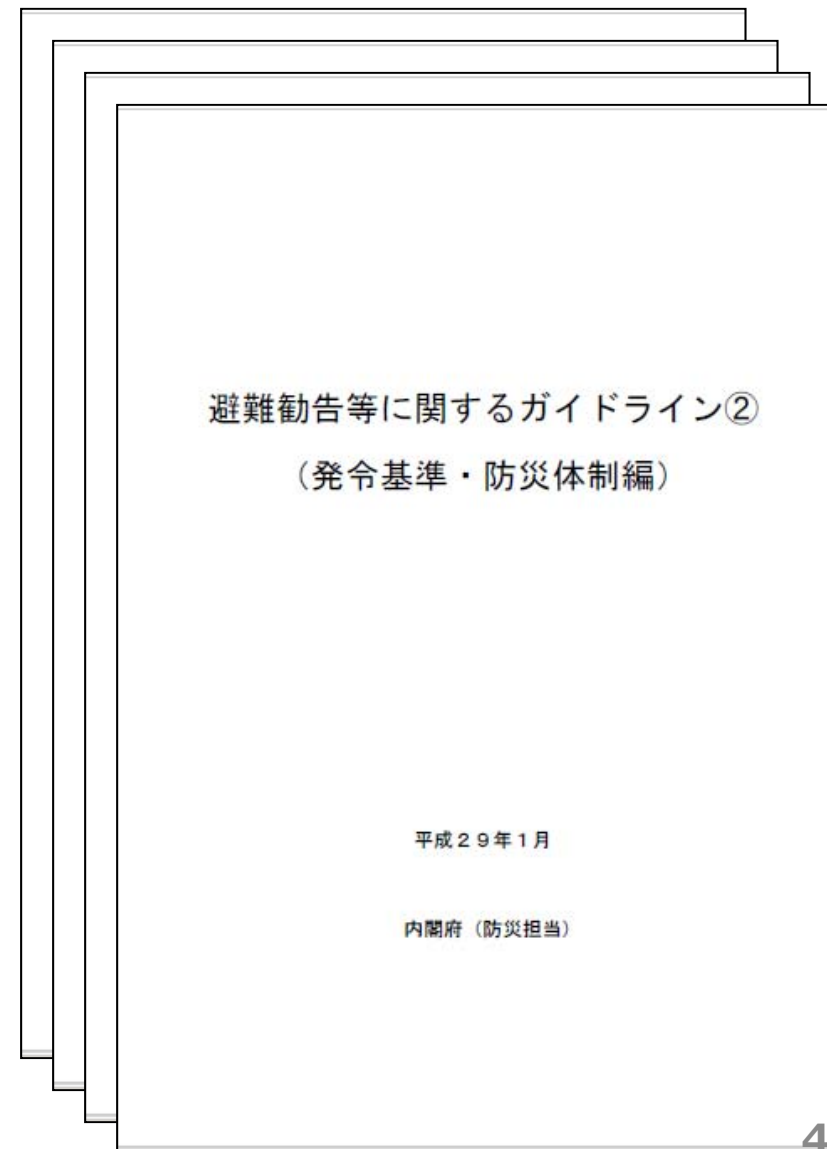 避難勧告等に関するガイドライン②
（発令基準・防災体制編）
平成２９年１月
内閣府（防災担当）
4